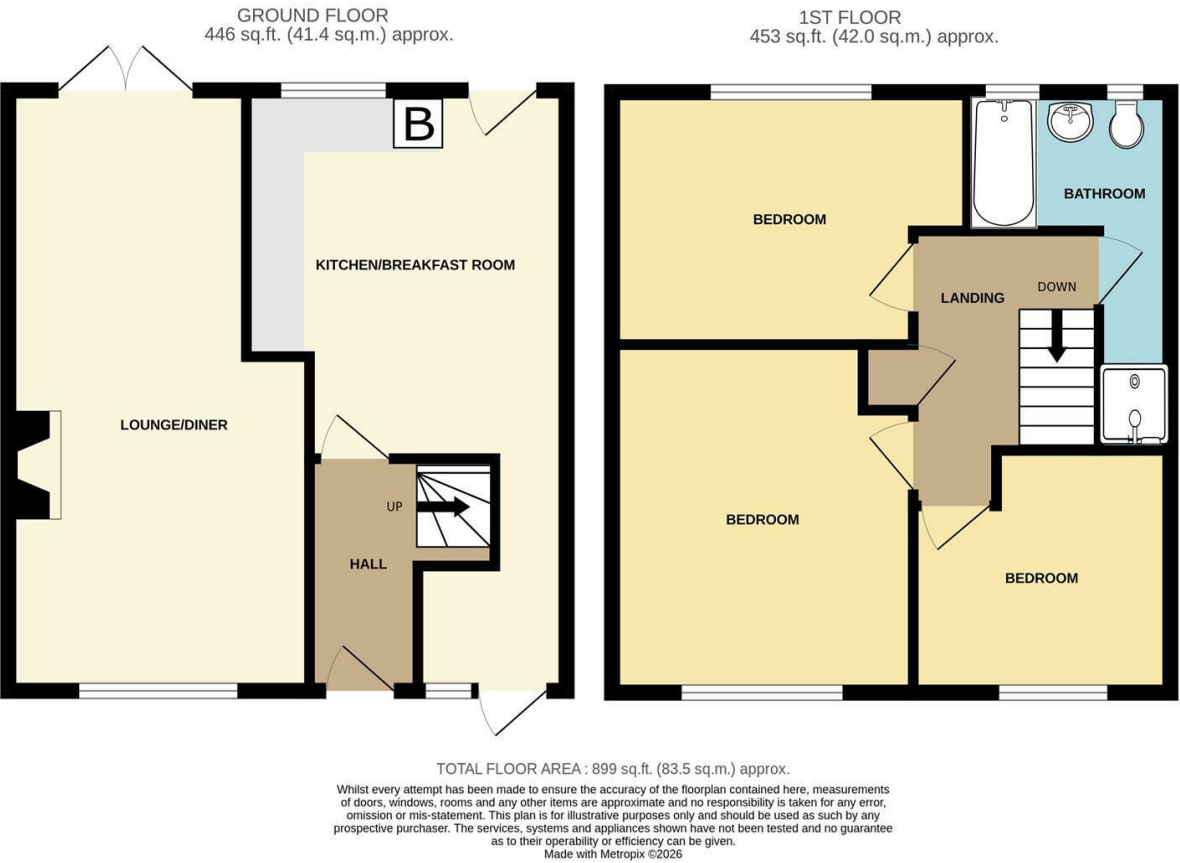 GROUND FLOOR
446 sq.ft. (41.4 sq.m.) approx.
1ST FLOOR
453 sq.ft. (42.0 sq.m.) approx.
B
KITCHEN/BREAKFAST ROOM
LOUNGE/DINER
UP
HALL
BEDROOM
BATHROOM
DOWN
LANDING
BEDROOM
BEDROOM
TOTAL FLOOR AREA : 899 sq.ft. (83.5 sq.m.) approx.
Whilst every attempt has been made to ensure the accuracy of the floorplan contained here, measurements
of doors, windows, rooms and any other items are approximate and no responsibility is taken for any error,
omission or mis-statement. This plan is for illustrative purposes only and should be used as such by any
prospective purchaser. The services, systems and appliances shown have not been tested and no guarantee
as to their operability or efficiency can be given.
Made with Metropix ©2026